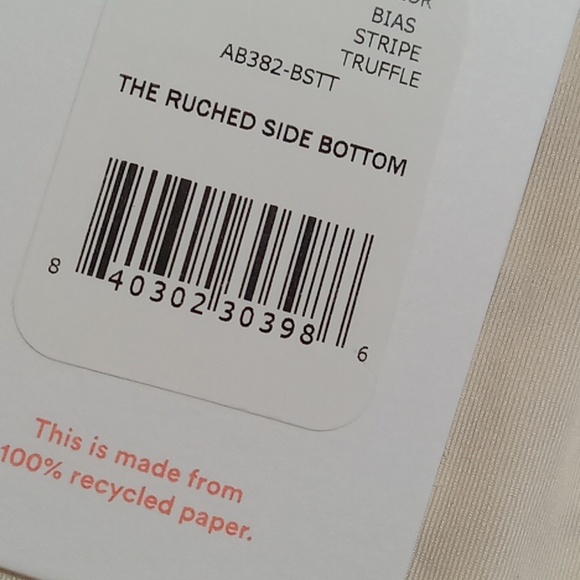 BIAS
STRIPE
TRUFFLE
AB382-BSTT
THE RUCHED SIDE BOTTOM
8 40302 30398 6
This is made from
100% recycled paper.